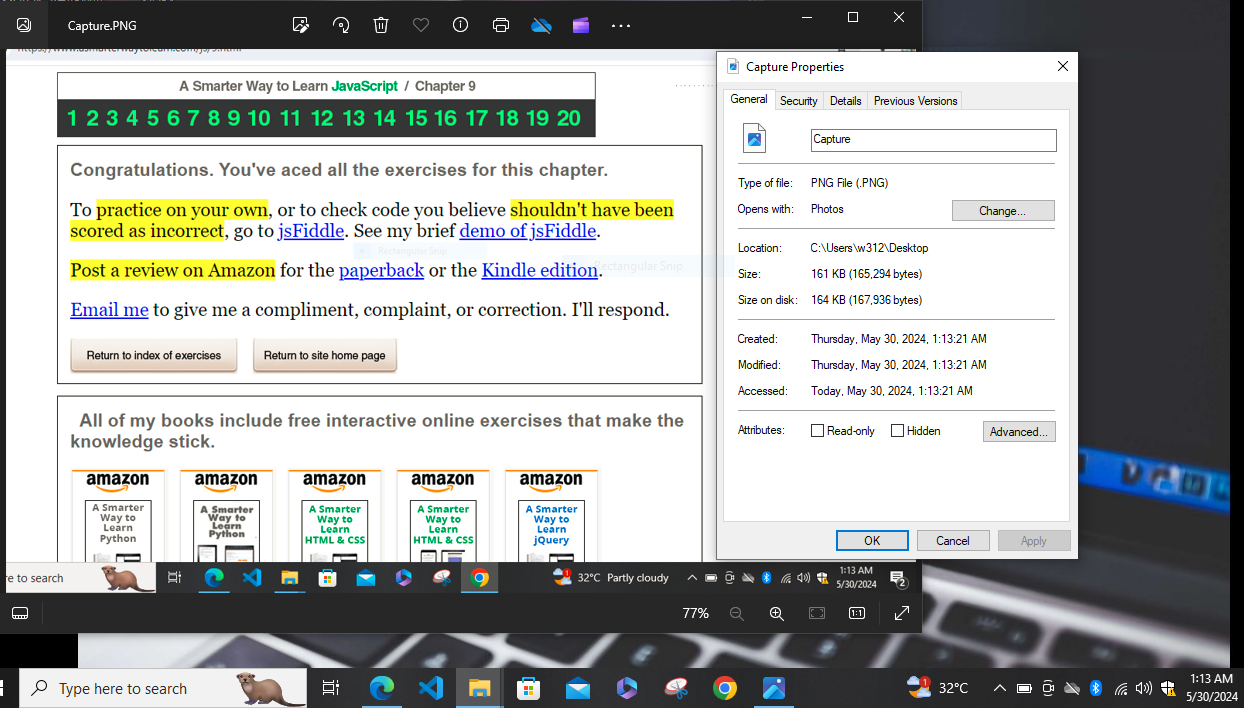 Capture.PNG
A Smarter Way to Learn JavaScript / Chapter 9
1 2 3 4 5 6 7 8 9 10 11 12 13 14 15 16 17 18 19 20
Congratulations. You've aced all the exercises for this chapter.
To practice on your own, or to check code you believe shouldn't have been
scored as incorrect, go to jsFiddle. See my brief demo of jsFiddle.
Rectangular Snip
Rectangular Snip
Post a review on Amazon for the paperback or the Kindle edition.
Email me to give me a compliment, complaint, or correction. I'll respond.
Return to index of exercises
Return to site home page
All of my books include free interactive online exercises that make the
knowledge stick.
amazon
A Smarter
Way to
Learn
Python
amazon
A Smarter
Way to
Learn
Python
amazon
A Smarter
Way to
Learn
HTML & CSS
amazon
A Smarter
Way to
Learn
HTML & CSS
amazon
A Smarter
Way to
Learn
jQuery
re to search
1
32°C Partly cloudy
1:13 AM
5/30/2024
2
77%
1:1
Capture Properties
General Security Details Previous Versions
Capture
Type of file: PNG File (.PNG)
Opens with: Photos
Change...
Location: C:\Users\w312\Desktop
Size: 161 KB (165,294 bytes)
Size on disk: 164 KB (167,936 bytes)
Created: Thursday, May 30, 2024, 1:13:21 AM
Modified: Thursday, May 30, 2024, 1:13:21 AM
Accessed: Today, May 30, 2024, 1:13:21 AM
Attributes: Read-only Hidden
Advanced...
OK Cancel Apply
Type here to search
1
32°C
1:13 AM
5/30/2024